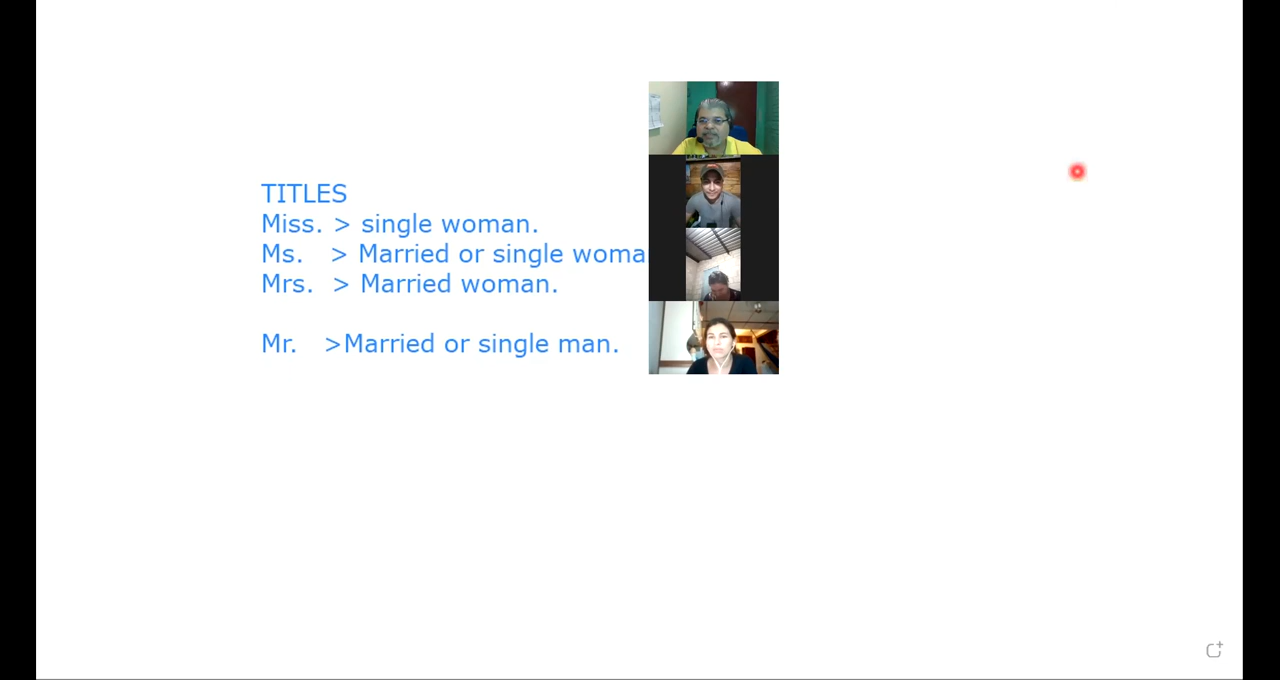 TITLES
Miss. > single woman.
Ms. > Married or single woma
Mrs. > Married woman.
Mr. >Married or single man.